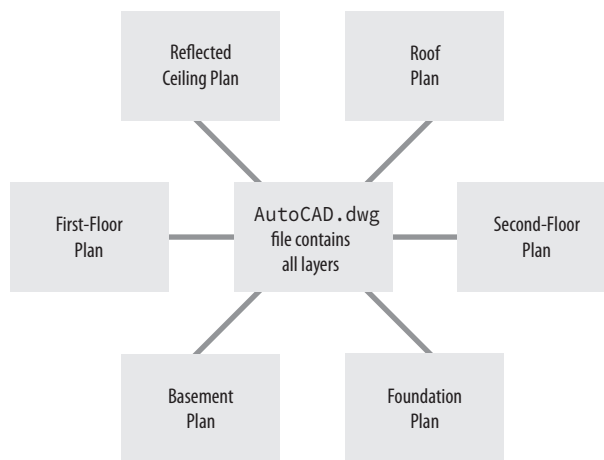 Reflected
Ceiling Plan
Roof
Plan
First-Floor
Plan
AutoCAD.dwg
file contains
all layers
Second-Floor
Plan
Basement
Plan
Foundation
Plan